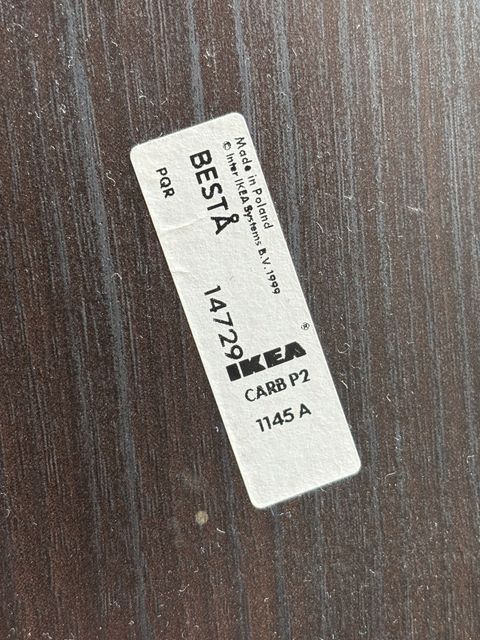 Made in Poland
© Inter IKEA Systems B.V. 1999
BESTÅ
PQR
14729
®
IKEA
CARB P2
1145 A